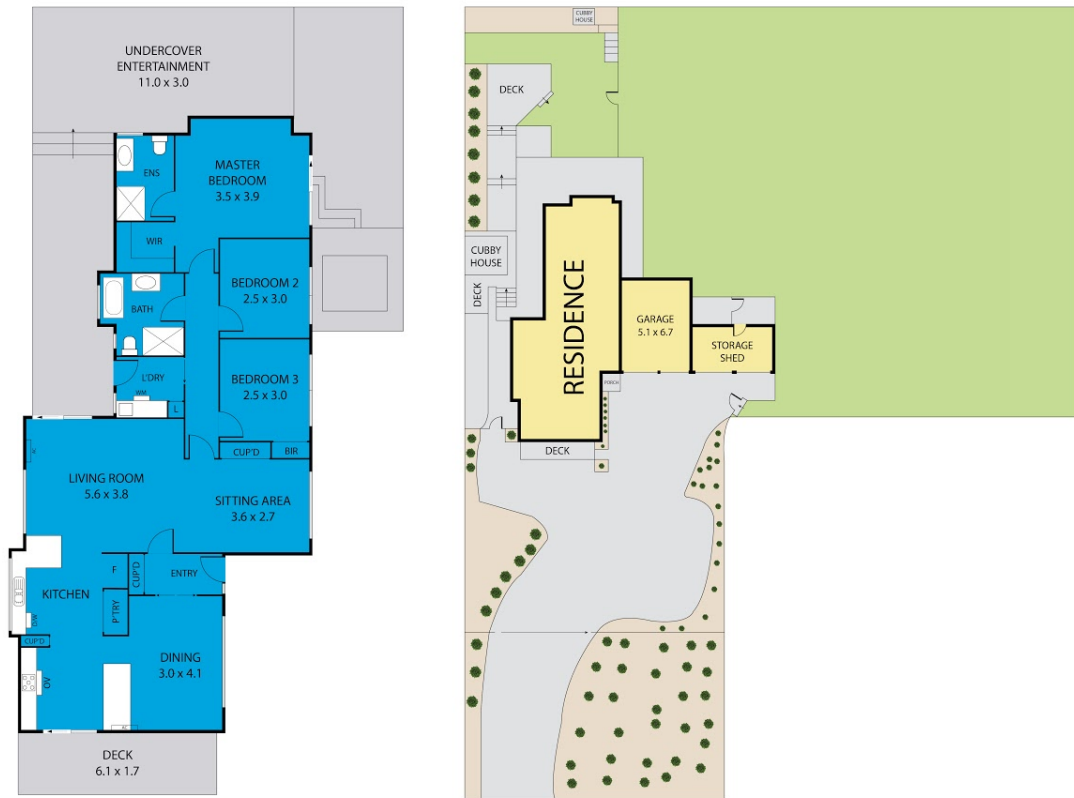 UNDERCOVER
ENTERTAINMENT
11.0 x 3.0
ENS
MASTER
BEDROOM
3.5 x 3.9
WIR
BEDROOM 2
2.5 x 3.0
BATH
BEDROOM 3
2.5 x 3.0
L'DRY
WM
L
CUP'D
BIR
LIVING ROOM
5.6 x 3.8
SITTING AREA
3.6 x 2.7
F
CUP'D
ENTRY
KITCHEN
P'TRY
D/W
CUP'D
DINING
3.0 x 4.1
OV
DECK
6.1 x 1.7
CUBBY
HOUSE
DECK
CUBBY
HOUSE
DECK
RESIDENCE
GARAGE
5.1 x 6.7
STORAGE
SHED
PORCH
DECK